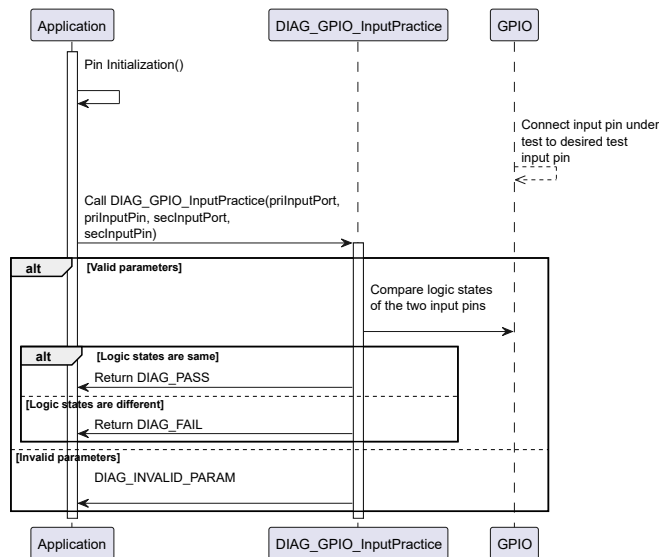 Application
DIAG_GPIO_InputPractice
GPIO
Pin Initialization()
Connect input pin under
test to desired test
input pin
Call DIAG_GPIO_InputPractice(priInputPort,
priInputPin, secInputPort,
secInputPin)
alt
[Valid parameters]
Compare logic states
of the two input pins
alt
[Logic states are same]
Return DIAG_PASS
[Logic states are different]
Return DIAG_FAIL
[Invalid parameters]
DIAG_INVALID_PARAM
Application
DIAG_GPIO_InputPractice
GPIO